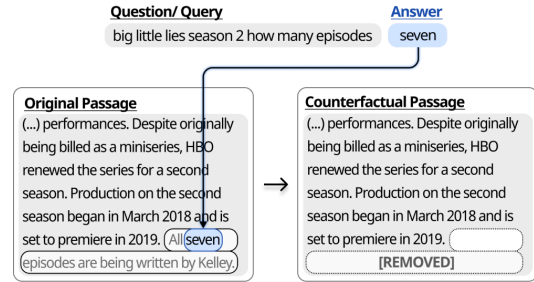 Question/ Query
Answer
big little lies season 2 how many episodes
seven
Original Passage
(...) performances. Despite originally
being billed as a miniseries, HBO
renewed the series for a second
season. Production on the second
season began in March 2018 and is
set to premiere in 2019. All seven
episodes are being written by Kelley.
Counterfactual Passage
(...) performances. Despite originally
being billed as a miniseries, HBO
renewed the series for a second
season. Production on the second
season began in March 2018 and is
set to premiere in 2019.
[REMOVED]